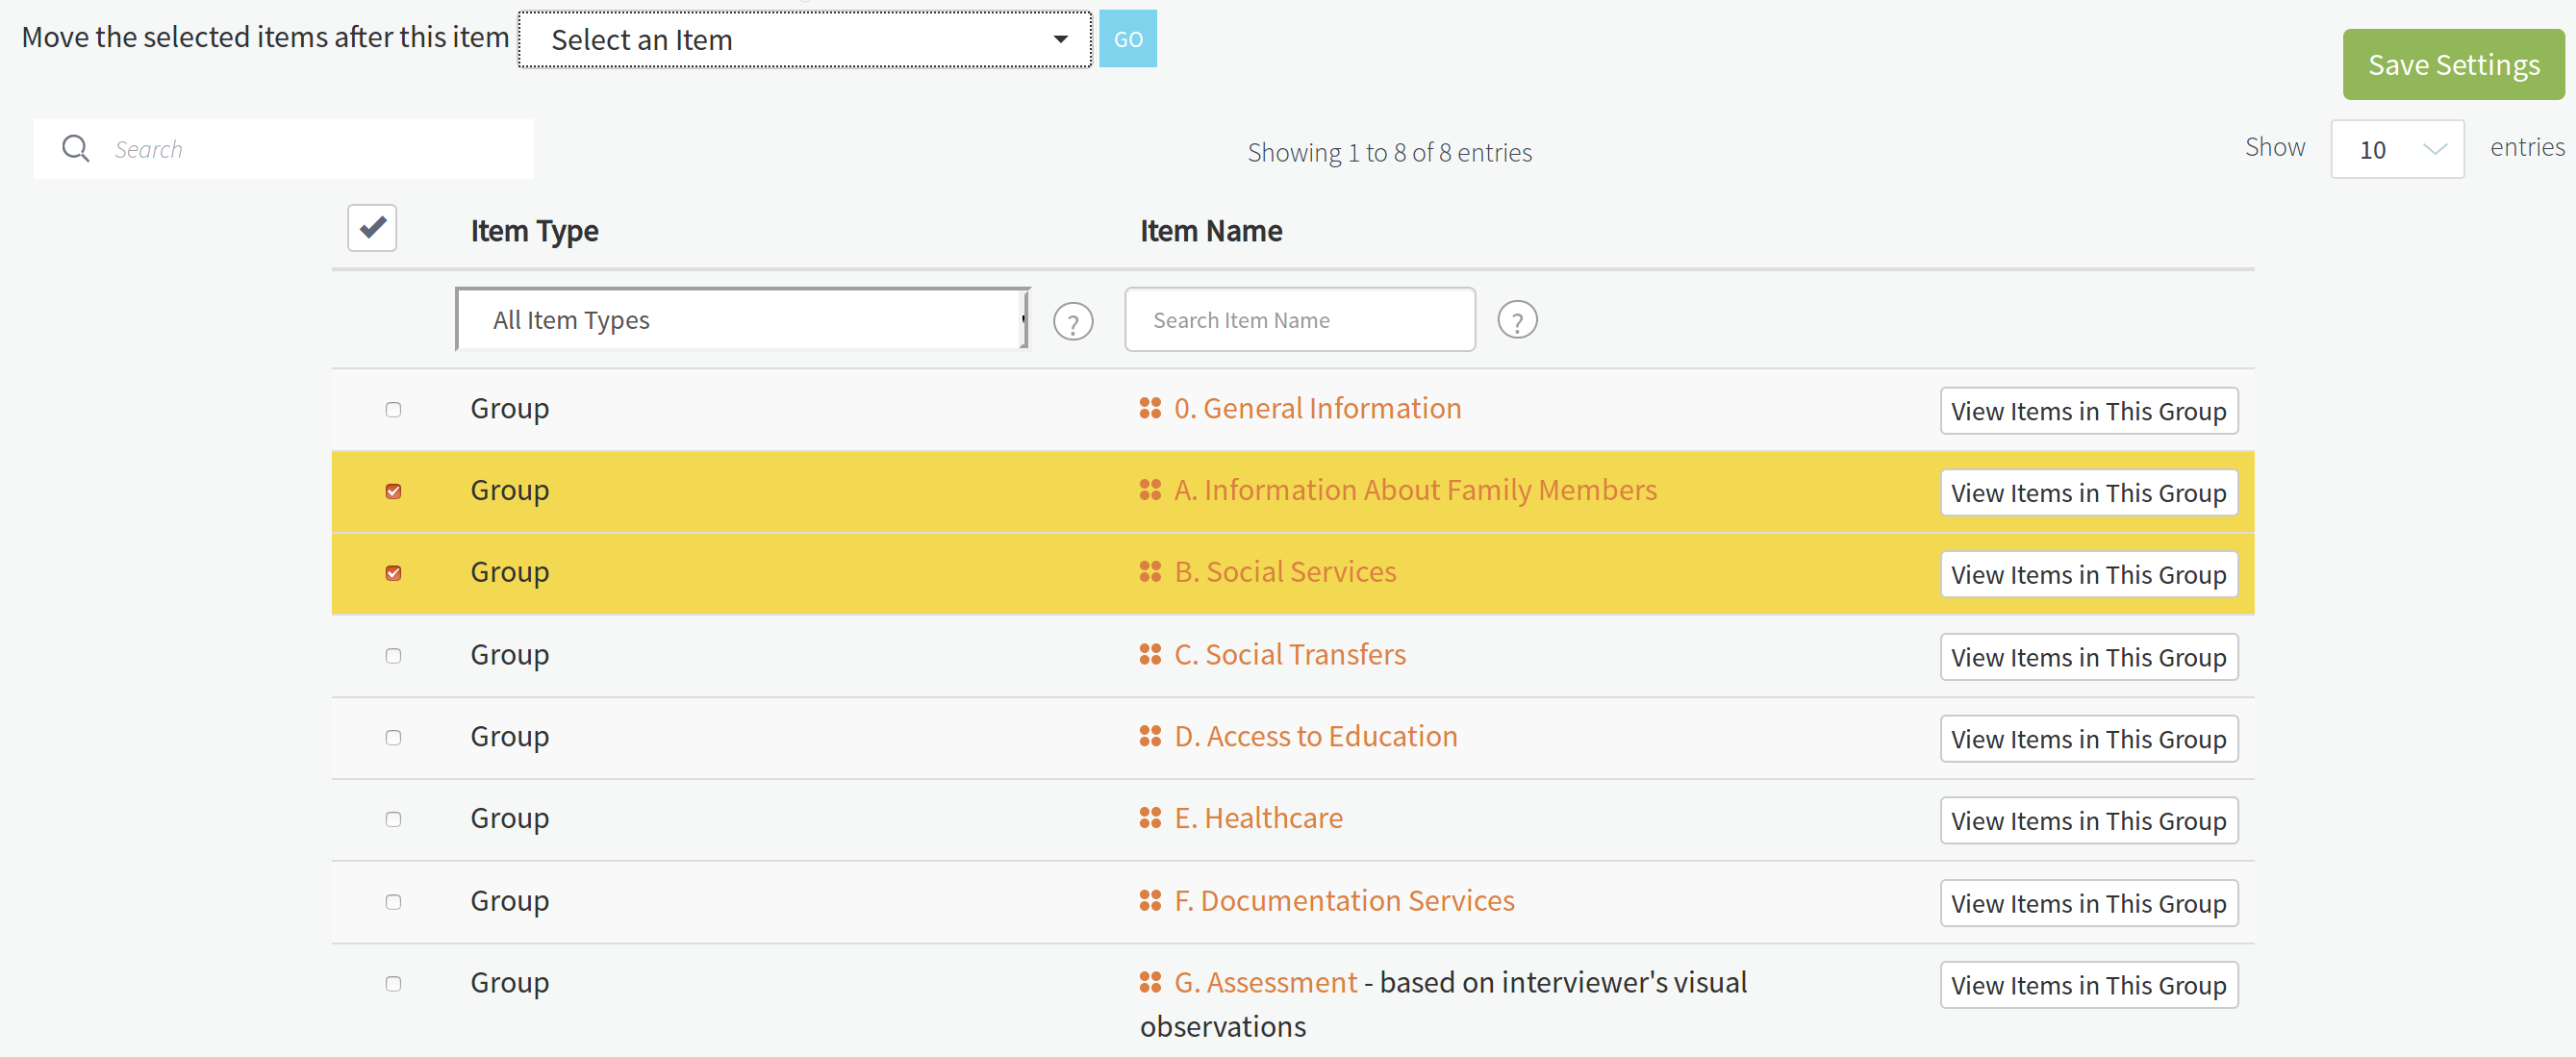 Move the selected items after this item Select an Item GO
Save Settings
Search Showing 1 to 8 of 8 entries Show 10 entries
Item Type Item Name
All Item Types ? Search Item Name ?
Group 0. General Information View Items in This Group
Group A. Information About Family Members View Items in This Group
Group B. Social Services View Items in This Group
Group C. Social Transfers View Items in This Group
Group D. Access to Education View Items in This Group
Group E. Healthcare View Items in This Group
Group F. Documentation Services View Items in This Group
Group G. Assessment - based on interviewer's visual View Items in This Group
observations